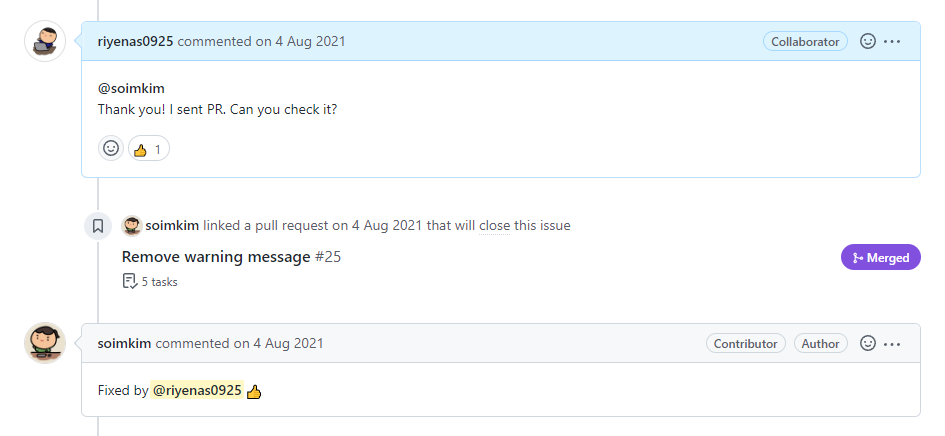 riyenas0925 commented on 4 Aug 2021 Collaborator
@soimkim
Thank you! I sent PR. Can you check it?
👍 1
soimkim linked a pull request on 4 Aug 2021 that will close this issue
Remove warning message #25 Merged
5 tasks
soimkim commented on 4 Aug 2021 Contributor Author
Fixed by @riyenas0925 👍